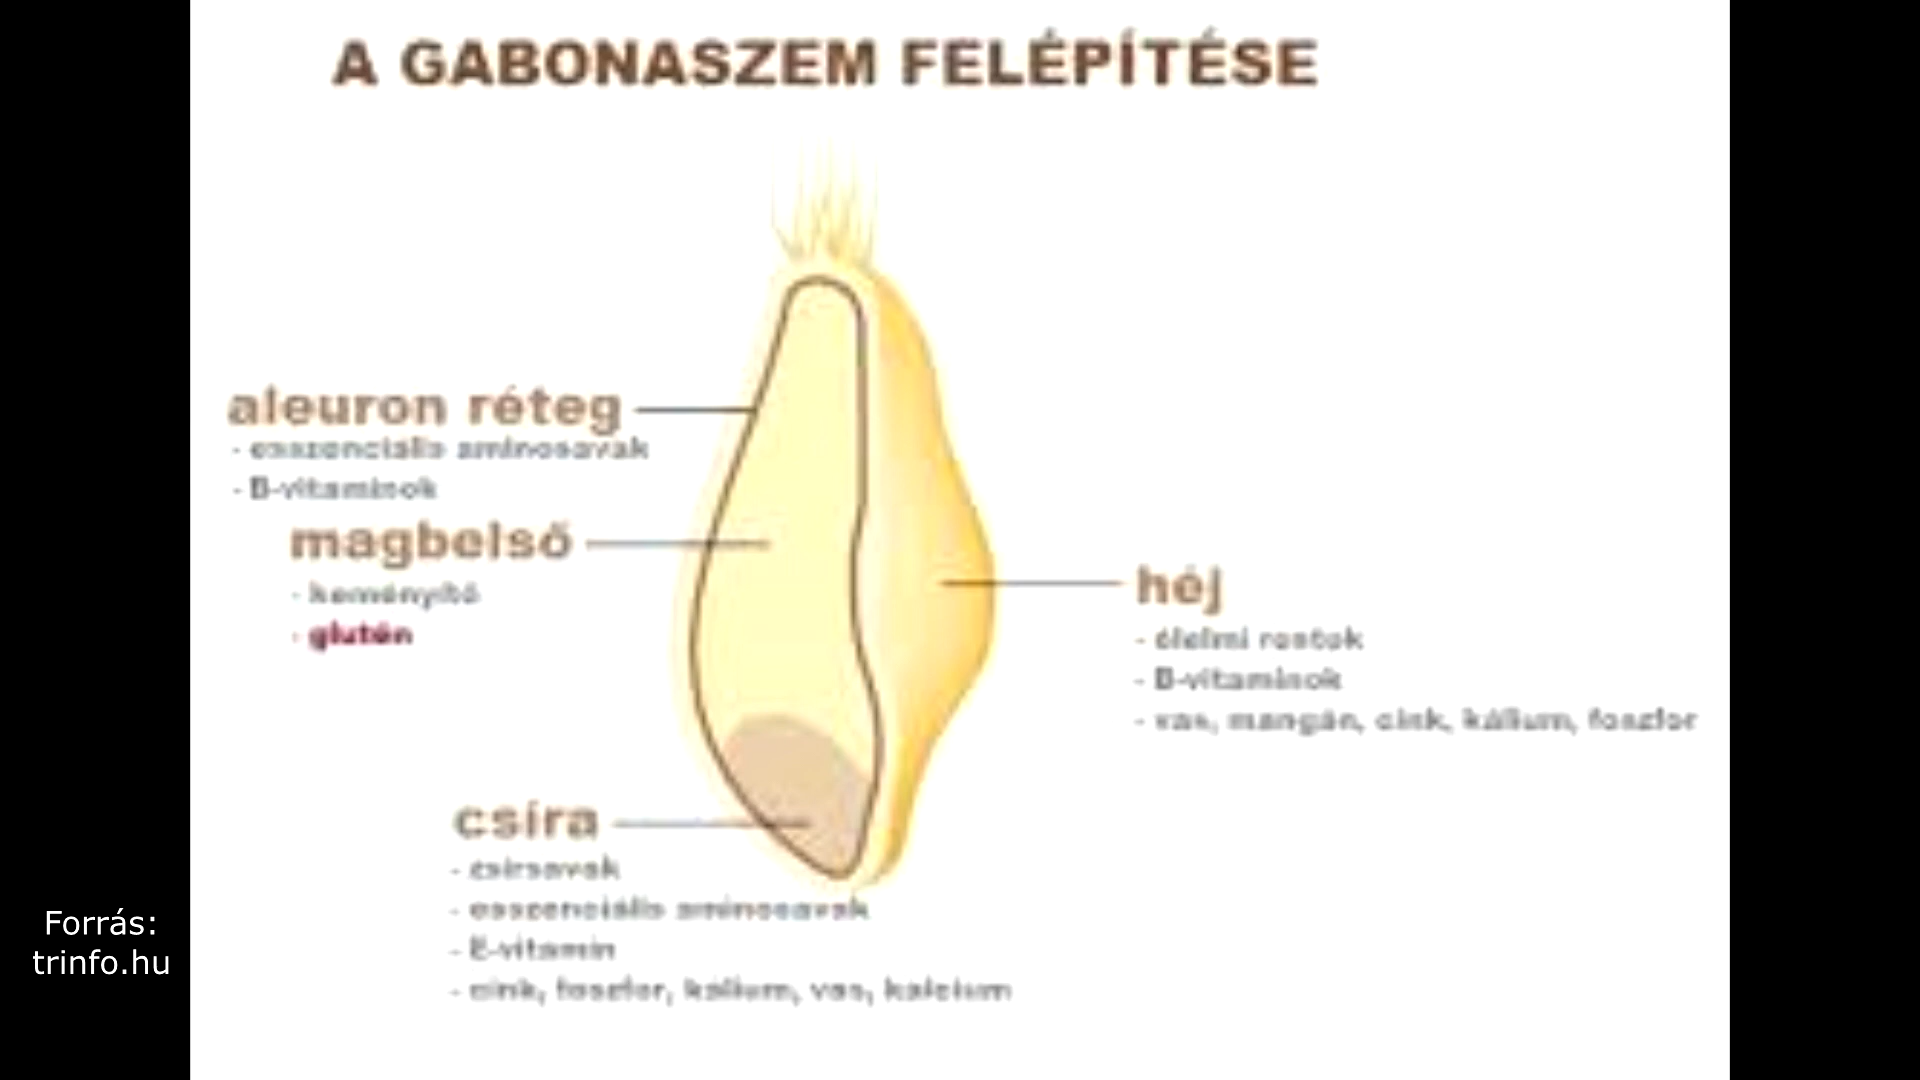 A GABONASZEM FELÉPÍTÉSE
aleuron réteg
- esszenciális aminosavak
- B-vitaminok
magbelső
- keményítő
- glutén
héj
- élelmi rostok
- B-vitaminok
- vas, mangán, cink, kálium, foszfor
csíra
- zsírsavak
- esszenciális aminosavak
- E-vitamin
- cink, foszfor, kálium, vas, kalcium
Forrás:
trinfo.hu